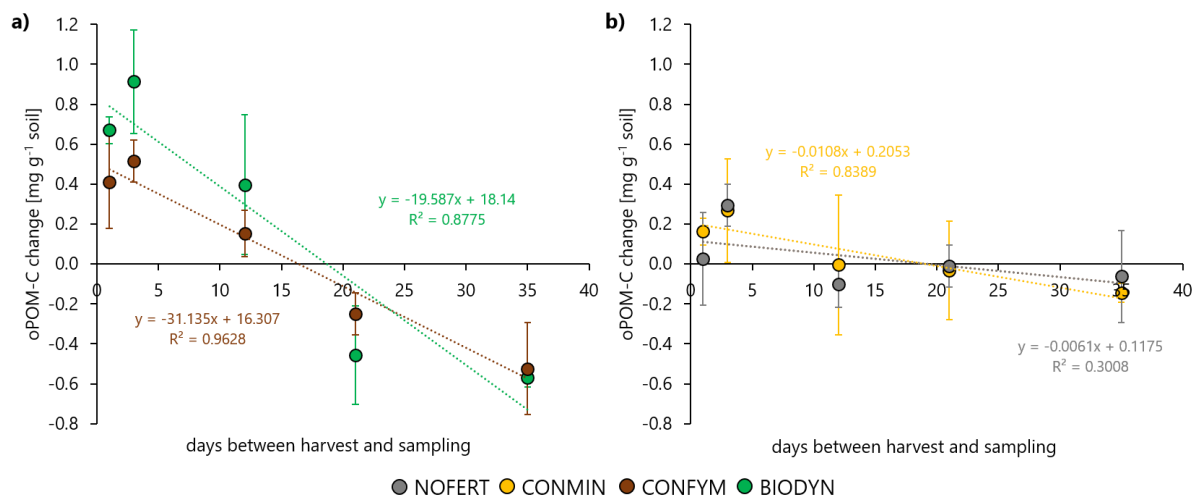 a)
oPOM-C change [mg g⁻¹ soil]
1.2
1.0
0.8
0.6
0.4
0.2
0.0
-0.2
-0.4
-0.6
-0.8
0 5 10 15 20 25 30 35 40
y = -19.587x + 18.14
R² = 0.8775
y = -31.135x + 16.307
R² = 0.9628
days between harvest and sampling
b)
oPOM-C change [mg g⁻¹ soil]
1.2
1.0
0.8
0.6
0.4
0.2
0.0
-0.2
-0.4
-0.6
-0.8
0 5 10 15 20 25 30 35 40
y = -0.0108x + 0.2053
R² = 0.8389
y = -0.0061x + 0.1175
R² = 0.3008
days between harvest and sampling
NOFERT CONMIN CONFYM BIODYN